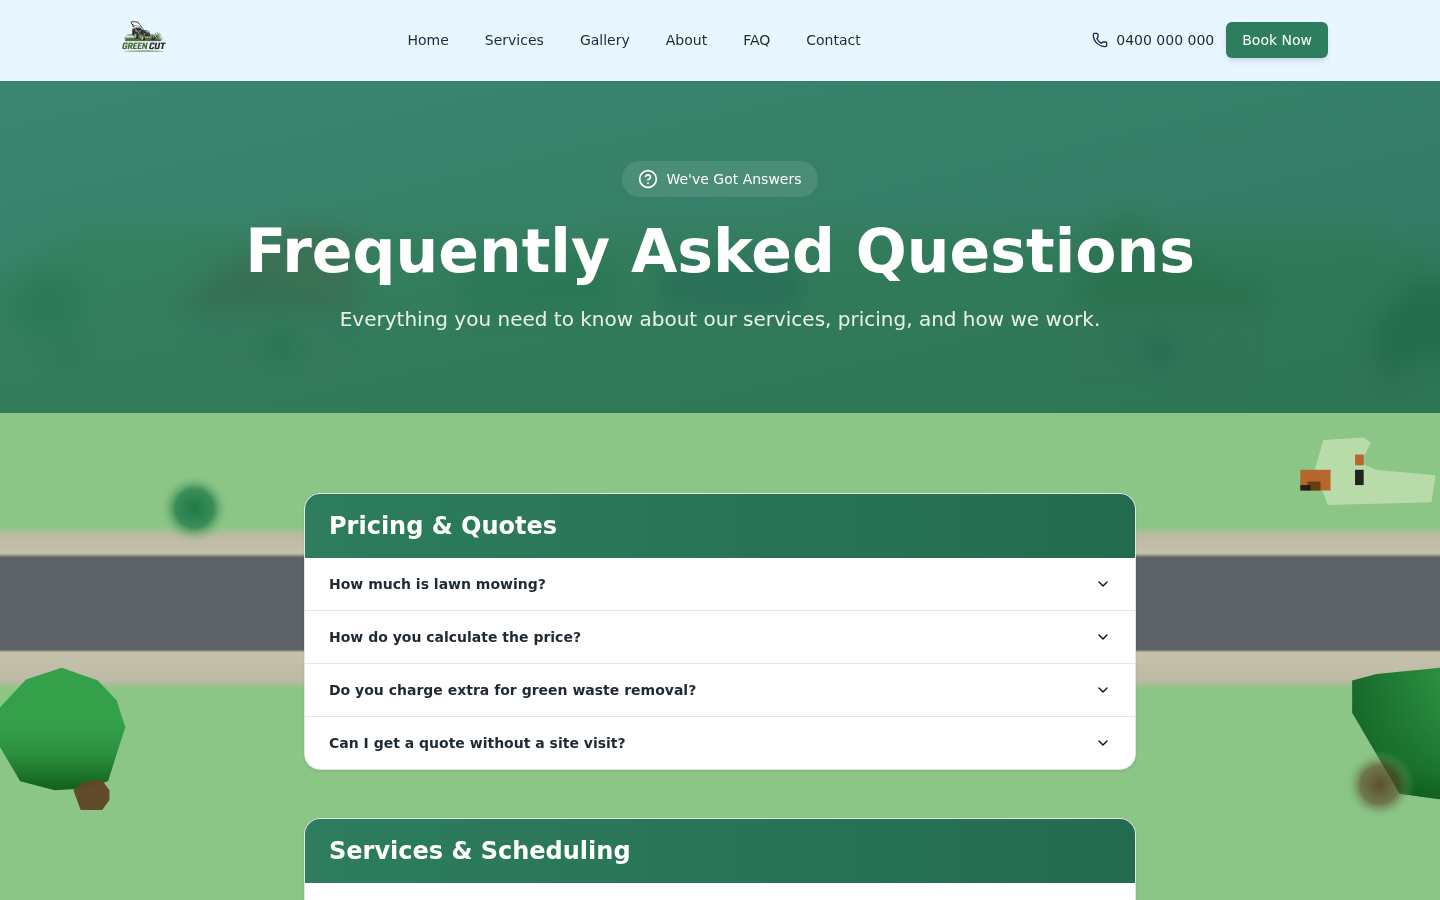 GREEN CUT
Home
Services
Gallery
About
FAQ
Contact
0400 000 000
Book Now
We've Got Answers
Frequently Asked Questions
Everything you need to know about our services, pricing, and how we work.
Pricing & Quotes
How much is lawn mowing?
How do you calculate the price?
Do you charge extra for green waste removal?
Can I get a quote without a site visit?
Services & Scheduling